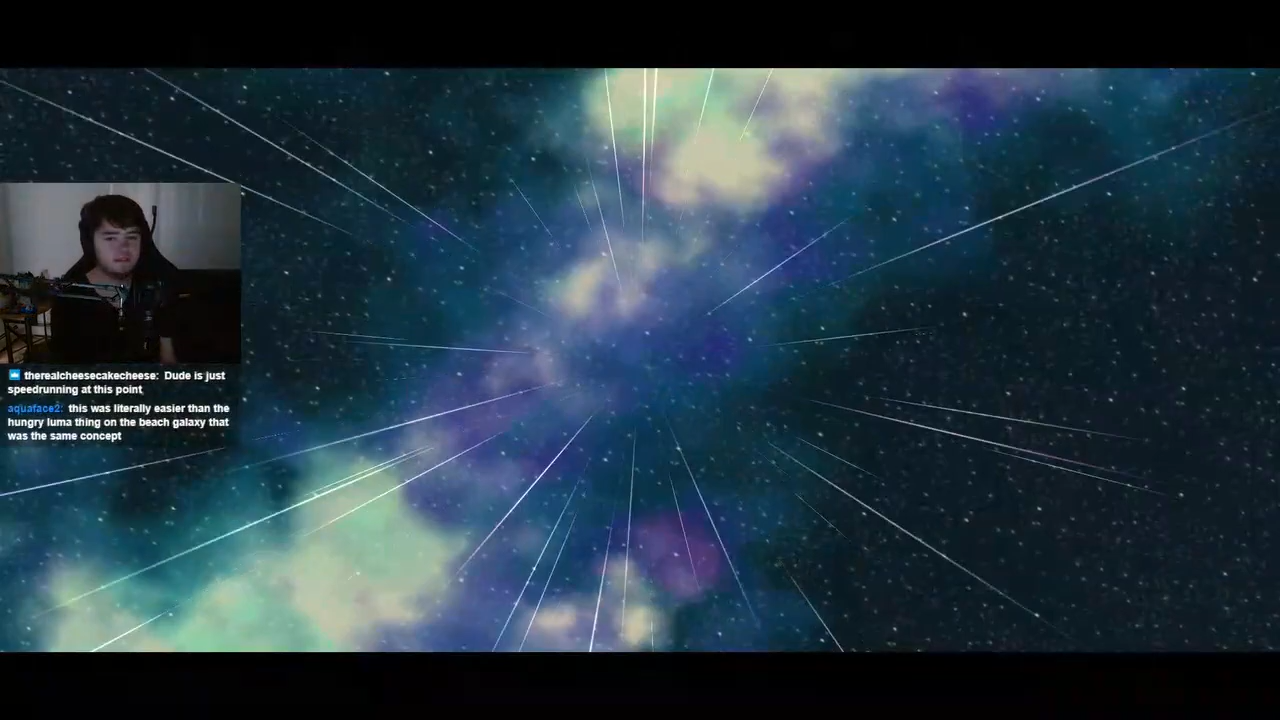 therealcheesecakecheese: Dude is just
speedrunning at this point
aquaface2: this was literally easier than the
hungry luma thing on the beach galaxy that
was the same concept